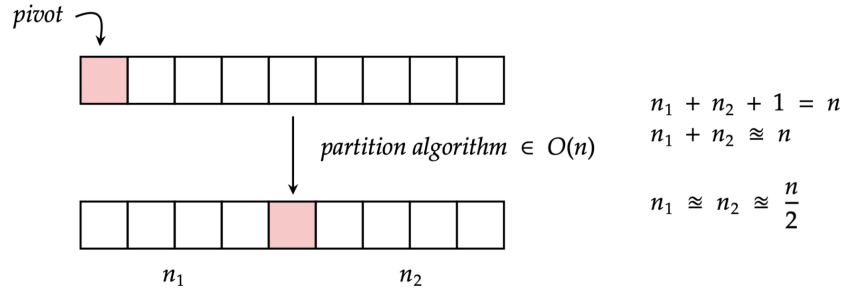 pivot
partition algorithm ∈ O(n)
n₁ + n₂ + 1 = n
n₁ + n₂ ≊ n
n₁ ≊ n₂ ≊ n/2
n₁ n₂